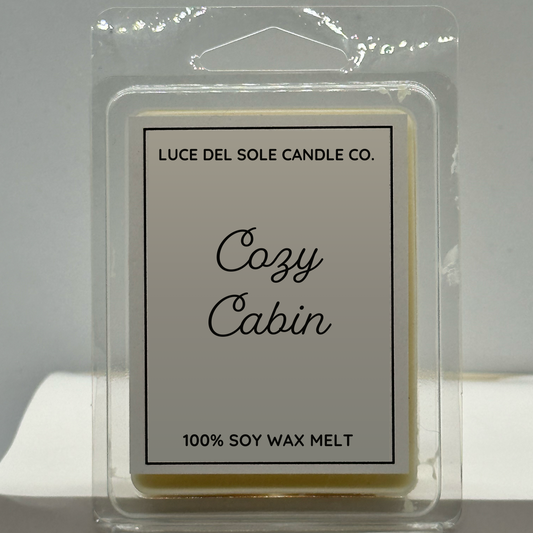 LUCE DEL SOLE CANDLE CO.
Cozy
Cabin
100% SOY WAX MELT